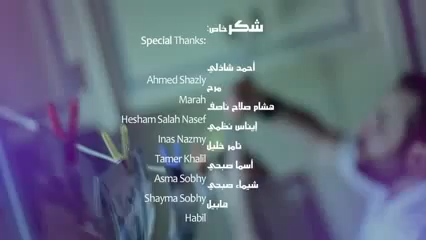 شكر خاص:
Special Thanks:
أحمد شاذلي
Ahmed Shazly
مرح
Marah
هشام صلاح ناصف
Hesham Salah Nasef
إيناس نظمي
Inas Nazmy
تامر خليل
Tamer Khalil
أسما صبحي
Asma Sobhy
شيماء صبحي
Shayma Sobhy
هابيل
Habil